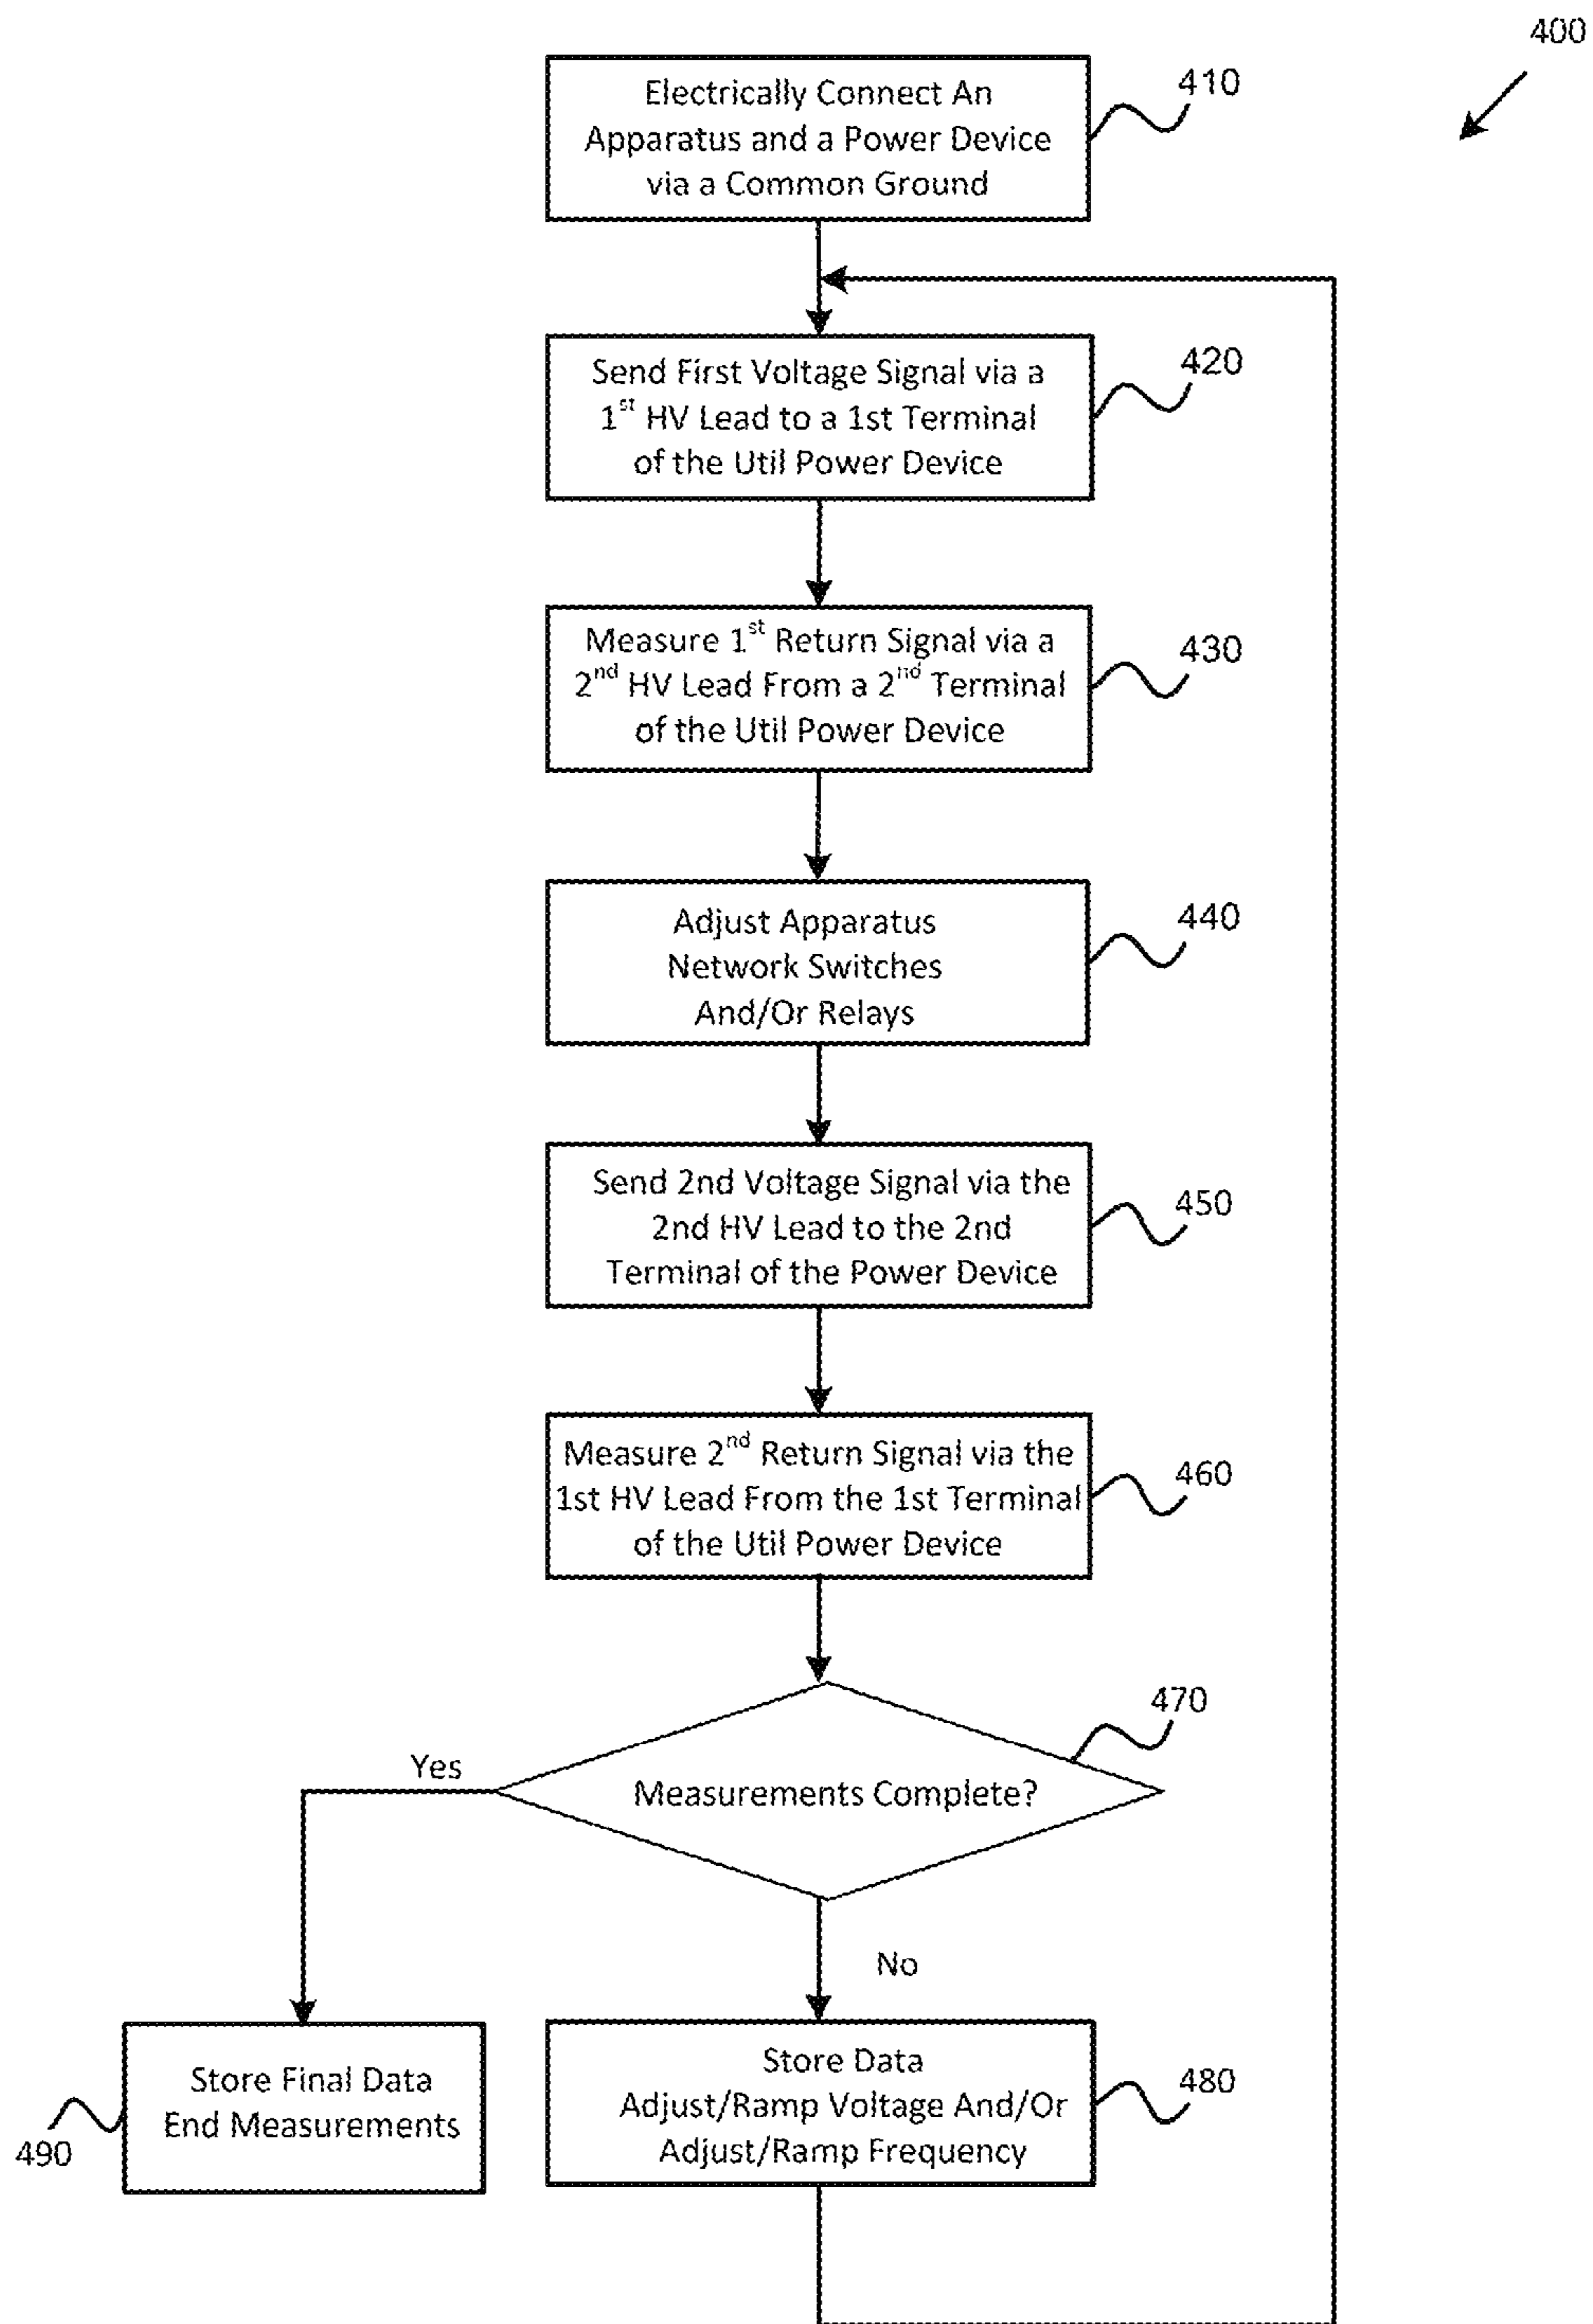 400
Electrically Connect An
Apparatus and a Power Device
via a Common Ground
410
Send First Voltage Signal via a
1st HV Lead to a 1st Terminal
of the Util Power Device
420
Measure 1st Return Signal via a
2nd HV Lead From a 2nd Terminal
of the Util Power Device
430
Adjust Apparatus
Network Switches
And/Or Relays
440
Send 2nd Voltage Signal via the
2nd HV Lead to the 2nd
Terminal of the Power Device
450
Measure 2nd Return Signal via the
1st HV Lead From the 1st Terminal
of the Util Power Device
460
470
Yes
Measurements Complete?
No
Store Final Data
End Measurements
490
Store Data
Adjust/Ramp Voltage And/Or
Adjust/Ramp Frequency
480